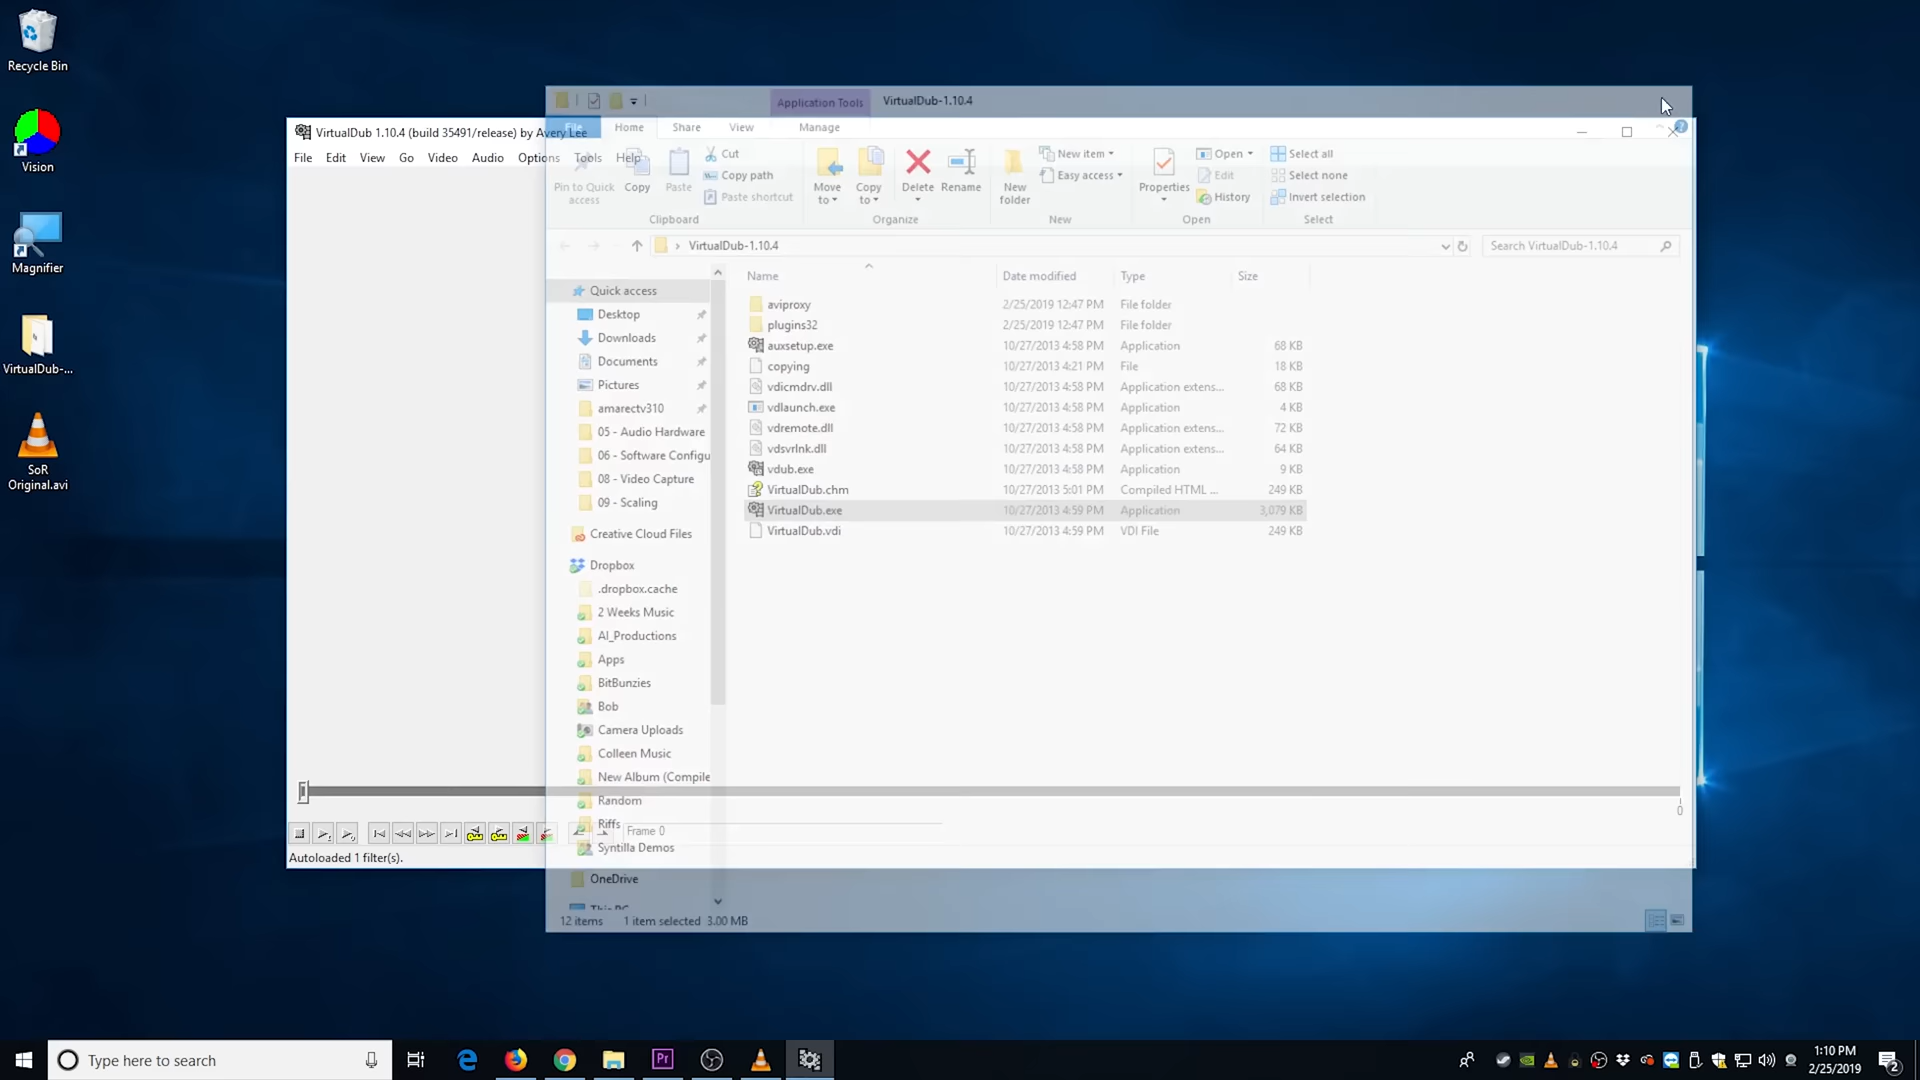 Recycle Bin
Vision
Magnifier
VirtualDub-...
SoR
Original.avi
VirtualDub 1.10.4 (build 35491/release) by Avery Lee
File Edit View Go Video Audio Options Tools Help
Application Tools VirtualDub-1.10.4
File Home Share View Manage
Pin to Quick
access
Copy
Paste
Cut
Copy path
Paste shortcut
Clipboard
Move
to
Copy
to
Delete
Rename
Organize
New
folder
New item
Easy access
New
Properties
Open
Edit
History
Open
Select all
Select none
Invert selection
Select
VirtualDub-1.10.4
Search VirtualDub-1.10.4
Name Date modified Type Size
aviproxy 2/25/2019 12:47 PM File folder
plugins32 2/25/2019 12:47 PM File folder
auxsetup.exe 10/27/2013 4:58 PM Application 68 KB
copying 10/27/2013 4:21 PM File 18 KB
vdicmdrv.dll 10/27/2013 4:58 PM Application extens... 68 KB
vdlaunch.exe 10/27/2013 4:58 PM Application 4 KB
vdremote.dll 10/27/2013 4:58 PM Application extens... 72 KB
vdsvrlnk.dll 10/27/2013 4:58 PM Application extens... 64 KB
vdub.exe 10/27/2013 4:58 PM Application 9 KB
VirtualDub.chm 10/27/2013 5:01 PM Compiled HTML ... 249 KB
VirtualDub.exe 10/27/2013 4:59 PM Application 3,079 KB
VirtualDub.vdi 10/27/2013 4:59 PM VDI File 249 KB
Quick access
Desktop
Downloads
Documents
Pictures
amarectv310
05 - Audio Hardware
06 - Software Configu
08 - Video Capture
09 - Scaling
Creative Cloud Files
Dropbox
.dropbox.cache
2 Weeks Music
AI_Productions
Apps
BitBunzies
Bob
Camera Uploads
Colleen Music
New Album (Compile
Random
Riffs
Syntilla Demos
OneDrive
This PC
12 items 1 item selected 3.00 MB
0
Frame 0
Autoloaded 1 filter(s).
Type here to search
Pr
1:10 PM
2/25/2019
2